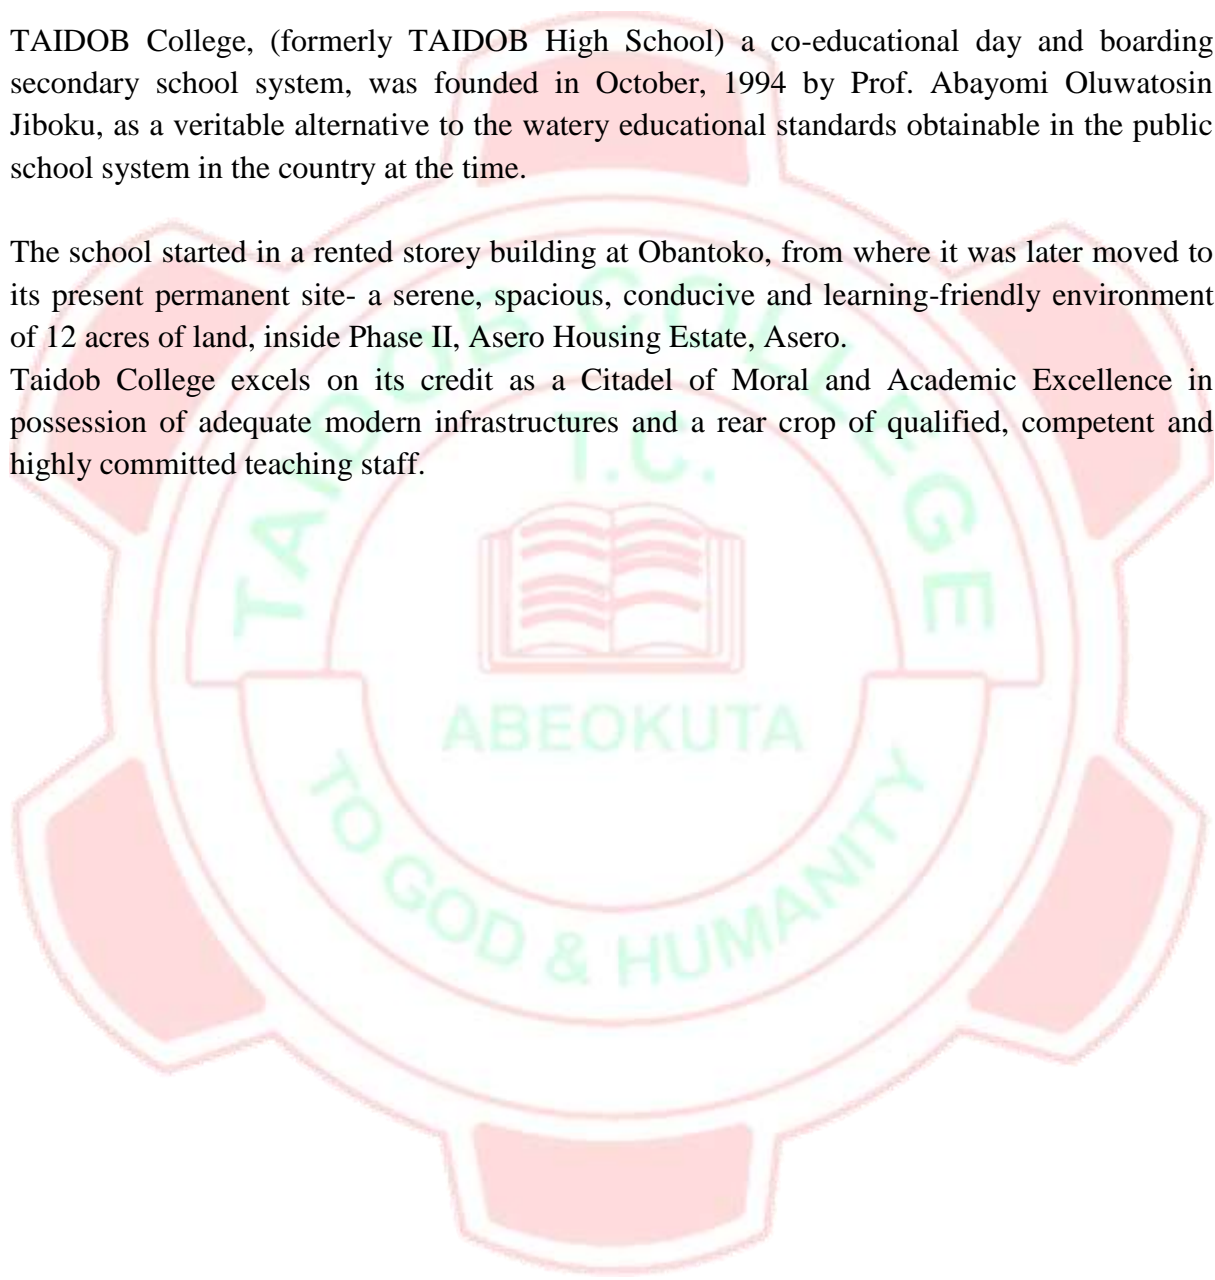 TAIDOB College, (formerly TAIDOB High School) a co-educational day and boarding
secondary school system, was founded in October, 1994 by Prof. Abayomi Oluwatosin
Jiboku, as a veritable alternative to the watery educational standards obtainable in the public
school system in the country at the time.
The school started in a rented storey building at Obantoko, from where it was later moved to
its present permanent site- a serene, spacious, conducive and learning-friendly environment
of 12 acres of land, inside Phase II, Asero Housing Estate, Asero.
Taidob College excels on its credit as a Citadel of Moral and Academic Excellence in
possession of adequate modern infrastructures and a rear crop of qualified, competent and
highly committed teaching staff.
TAIDOB COLLEGE
T.C.
ABEOKUTA
TO GOD & HUMANITY